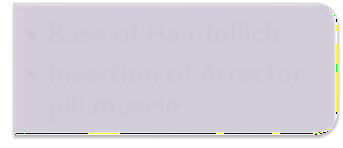 • Base of Hair follicle
• Insertion of Arrector
pili muscle